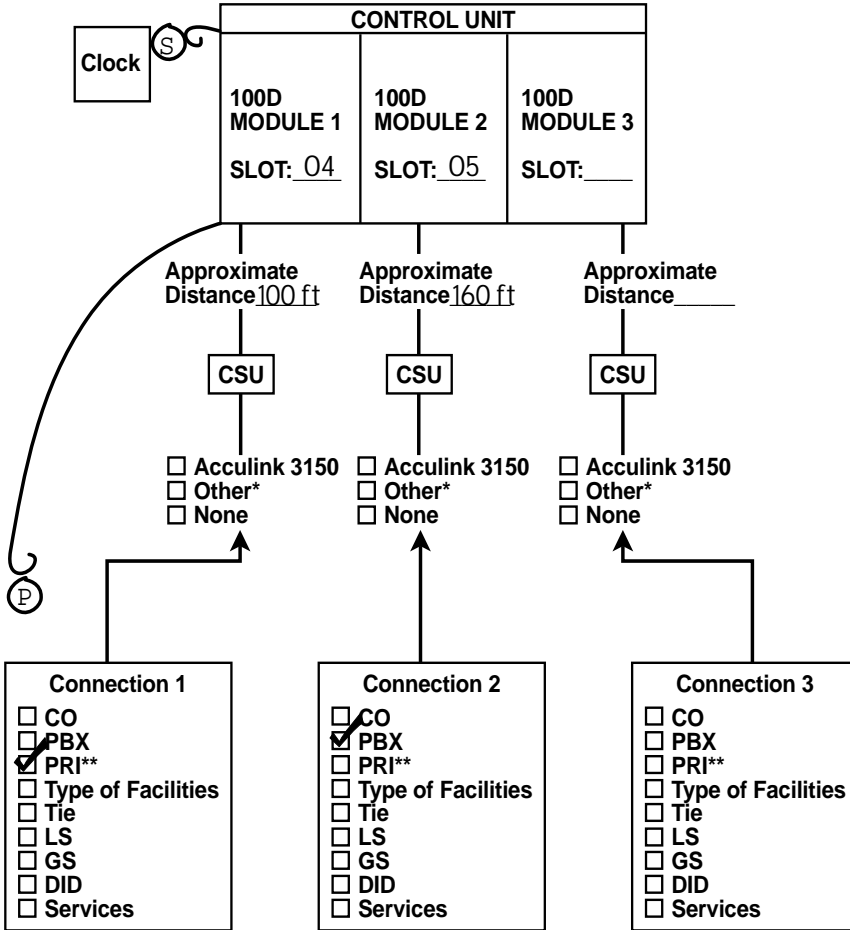 CONTROL UNIT
Clock
S
100D
MODULE 1
SLOT: 04
100D
MODULE 2
SLOT: 05
100D
MODULE 3
SLOT:____
Approximate
Distance 100 ft
Approximate
Distance 160 ft
Approximate
Distance_____
CSU
CSU
CSU
Acculink 3150
Other*
None
Acculink 3150
Other*
None
Acculink 3150
Other*
None
P
Connection 1
CO
PBX
PRI**
Type of Facilities
Tie
LS
GS
DID
Services
Connection 2
CO
PBX
PRI**
Type of Facilities
Tie
LS
GS
DID
Services
Connection 3
CO
PBX
PRI**
Type of Facilities
Tie
LS
GS
DID
Services